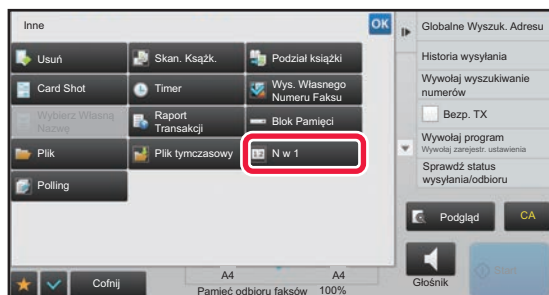 Inne
OK
Usuń
Skan. Książk.
Podział książki
Card Shot
Timer
Wys. Własnego
Numeru Faksu
Wybierz Własną
Nazwę
Raport
Transakcji
Blok Pamięci
Plik
Plik tymczasowy
N w 1
Polling
Cofnij
A4
A4
Pamięć odbioru faksów 100%
Globalne Wyszuk. Adresu
Historia wysyłania
Wywołaj wyszukiwanie
numerów
Bezp. TX
Wywołaj program
Wywołaj zarejestr. ustawienia
Sprawdź status
wysyłania/odbioru
Podgląd
CA
Głośnik
Start